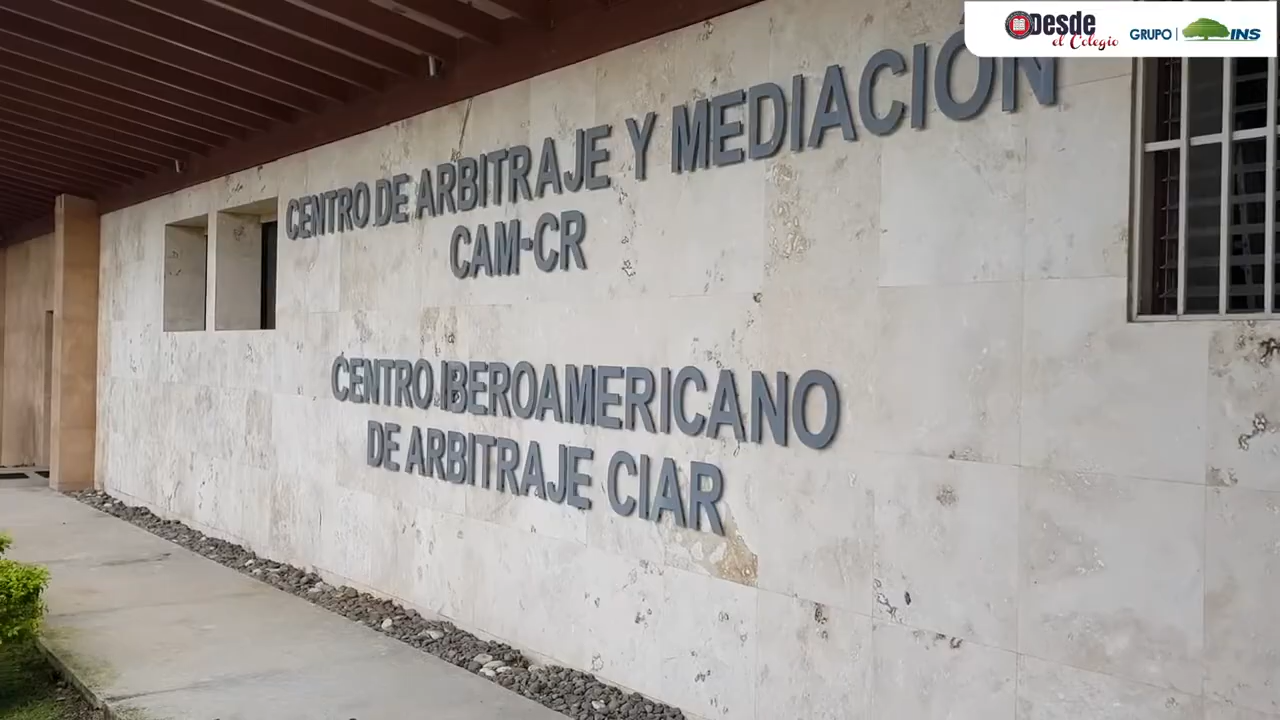 Desde
el Colegio
GRUPO INS
CENTRO DE ARBITRAJE Y MEDIACIÓN
CAM-CR
CENTRO IBEROAMERICANO
DE ARBITRAJE CIAR